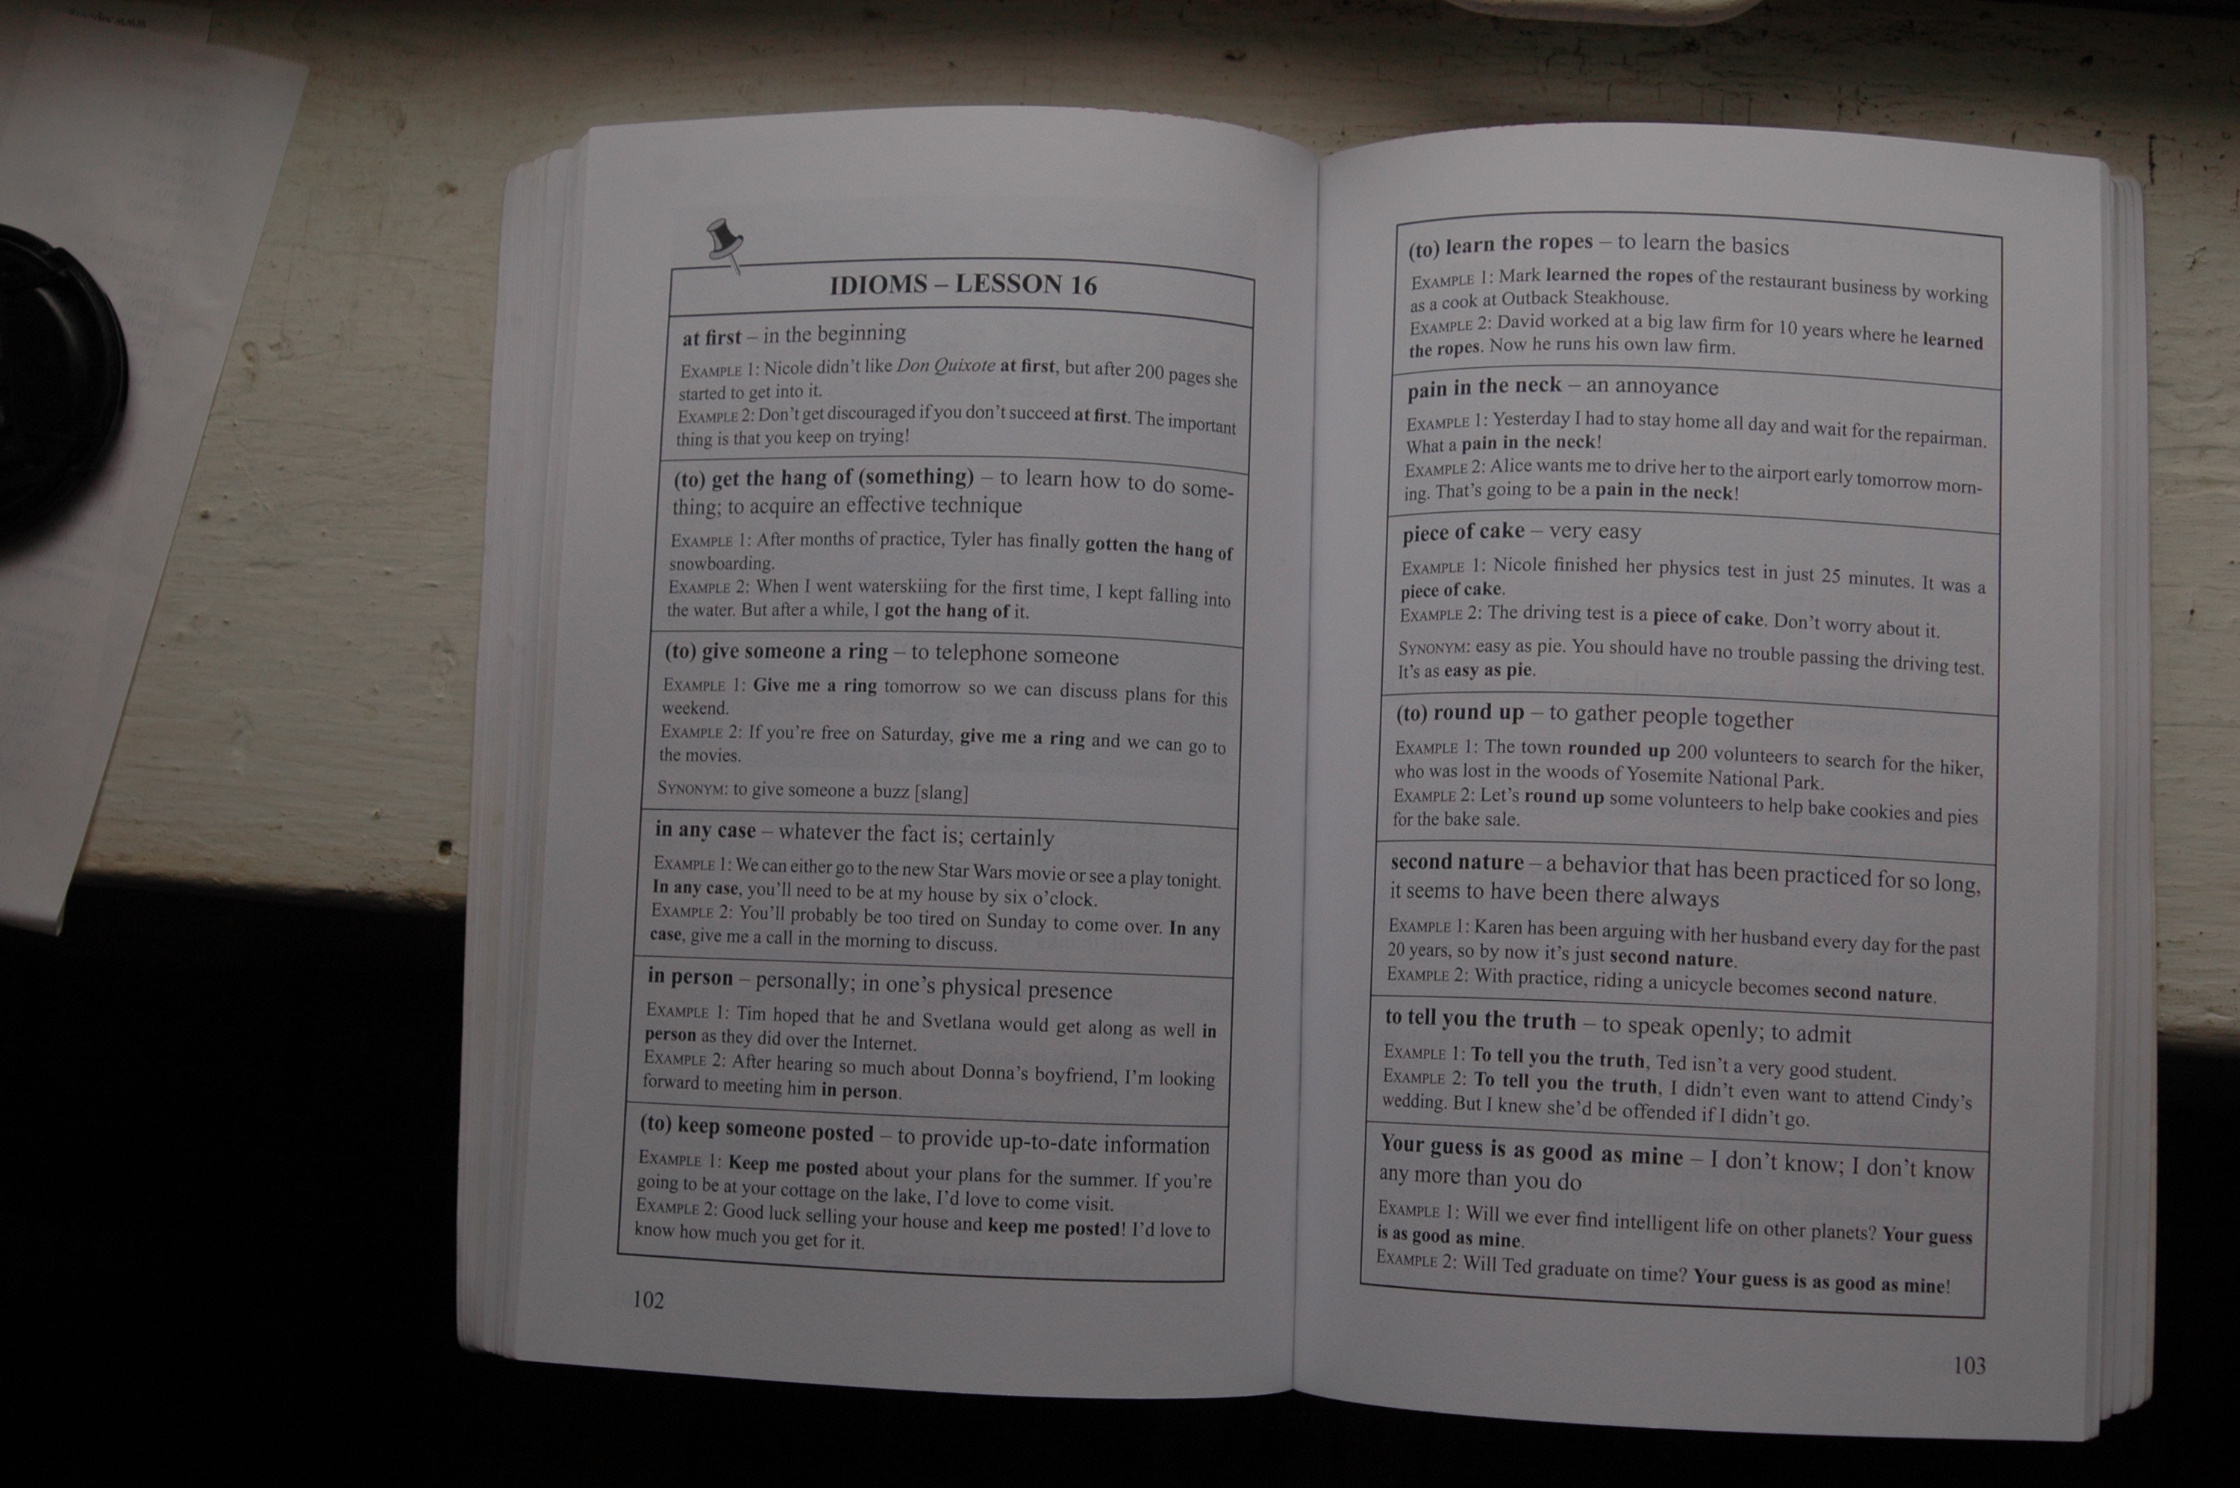 IDIOMS – LESSON 16
at first – in the beginning
EXAMPLE 1: Nicole didn't like Don Quixote at first, but after 200 pages she
started to get into it.
EXAMPLE 2: Don't get discouraged if you don't succeed at first. The important
thing is that you keep on trying!
(to) get the hang of (something) – to learn how to do some-
thing; to acquire an effective technique
EXAMPLE 1: After months of practice, Tyler has finally gotten the hang of
snowboarding.
EXAMPLE 2: When I went waterskiing for the first time, I kept falling into
the water. But after a while, I got the hang of it.
(to) give someone a ring – to telephone someone
EXAMPLE 1: Give me a ring tomorrow so we can discuss plans for this
weekend.
EXAMPLE 2: If you're free on Saturday, give me a ring and we can go to
the movies.
SYNONYM: to give someone a buzz [slang]
in any case – whatever the fact is; certainly
EXAMPLE 1: We can either go to the new Star Wars movie or see a play tonight.
In any case, you'll need to be at my house by six o'clock.
EXAMPLE 2: You'll probably be too tired on Sunday to come over. In any
case, give me a call in the morning to discuss.
in person – personally; in one's physical presence
EXAMPLE 1: Tim hoped that he and Svetlana would get along as well in
person as they did over the Internet.
EXAMPLE 2: After hearing so much about Donna's boyfriend, I'm looking
forward to meeting him in person.
(to) keep someone posted – to provide up-to-date information
EXAMPLE 1: Keep me posted about your plans for the summer. If you're
going to be at your cottage on the lake, I'd love to come visit.
EXAMPLE 2: Good luck selling your house and keep me posted! I'd love to
know how much you get for it.
102
(to) learn the ropes – to learn the basics
EXAMPLE 1: Mark learned the ropes of the restaurant business by working
as a cook at Outback Steakhouse.
EXAMPLE 2: David worked at a big law firm for 10 years where he learned
the ropes. Now he runs his own law firm.
pain in the neck – an annoyance
EXAMPLE 1: Yesterday I had to stay home all day and wait for the repairman.
What a pain in the neck!
EXAMPLE 2: Alice wants me to drive her to the airport early tomorrow morn-
ing. That's going to be a pain in the neck!
piece of cake – very easy
EXAMPLE 1: Nicole finished her physics test in just 25 minutes. It was a
piece of cake.
EXAMPLE 2: The driving test is a piece of cake. Don't worry about it.
SYNONYM: easy as pie. You should have no trouble passing the driving test.
It's as easy as pie.
(to) round up – to gather people together
EXAMPLE 1: The town rounded up 200 volunteers to search for the hiker,
who was lost in the woods of Yosemite National Park.
EXAMPLE 2: Let's round up some volunteers to help bake cookies and pies
for the bake sale.
second nature – a behavior that has been practiced for so long,
it seems to have been there always
EXAMPLE 1: Karen has been arguing with her husband every day for the past
20 years, so by now it's just second nature.
EXAMPLE 2: With practice, riding a unicycle becomes second nature.
to tell you the truth – to speak openly; to admit
EXAMPLE 1: To tell you the truth, Ted isn't a very good student.
EXAMPLE 2: To tell you the truth, I didn't even want to attend Cindy's
wedding. But I knew she'd be offended if I didn't go.
Your guess is as good as mine – I don't know; I don't know
any more than you do
EXAMPLE 1: Will we ever find intelligent life on other planets? Your guess
is as good as mine.
EXAMPLE 2: Will Ted graduate on time? Your guess is as good as mine!
103